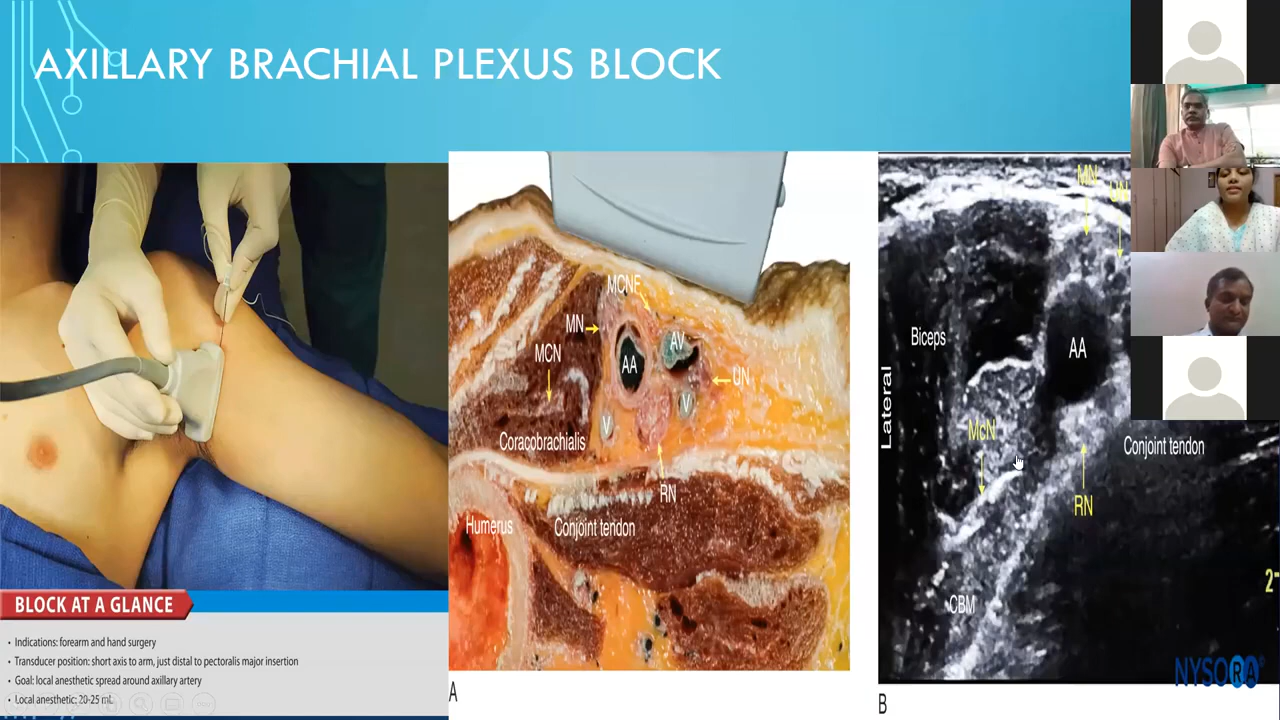 AXILLARY BRACHIAL PLEXUS BLOCK
BLOCK AT A GLANCE
• Indications: forearm and hand surgery
• Transducer position: short axis to arm, just distal to pectoralis major insertion
• Goal: local anesthetic spread around axillary artery
• Local anesthetic: 20-25 mL
MCNF
MN
MCN
AA
AV
UN
V
V
Coracobrachialis
RN
Humerus
Conjoint tendon
A
MN
UN
Biceps
AA
Lateral
McN
Conjoint tendon
RN
CBM
NYSORA
B